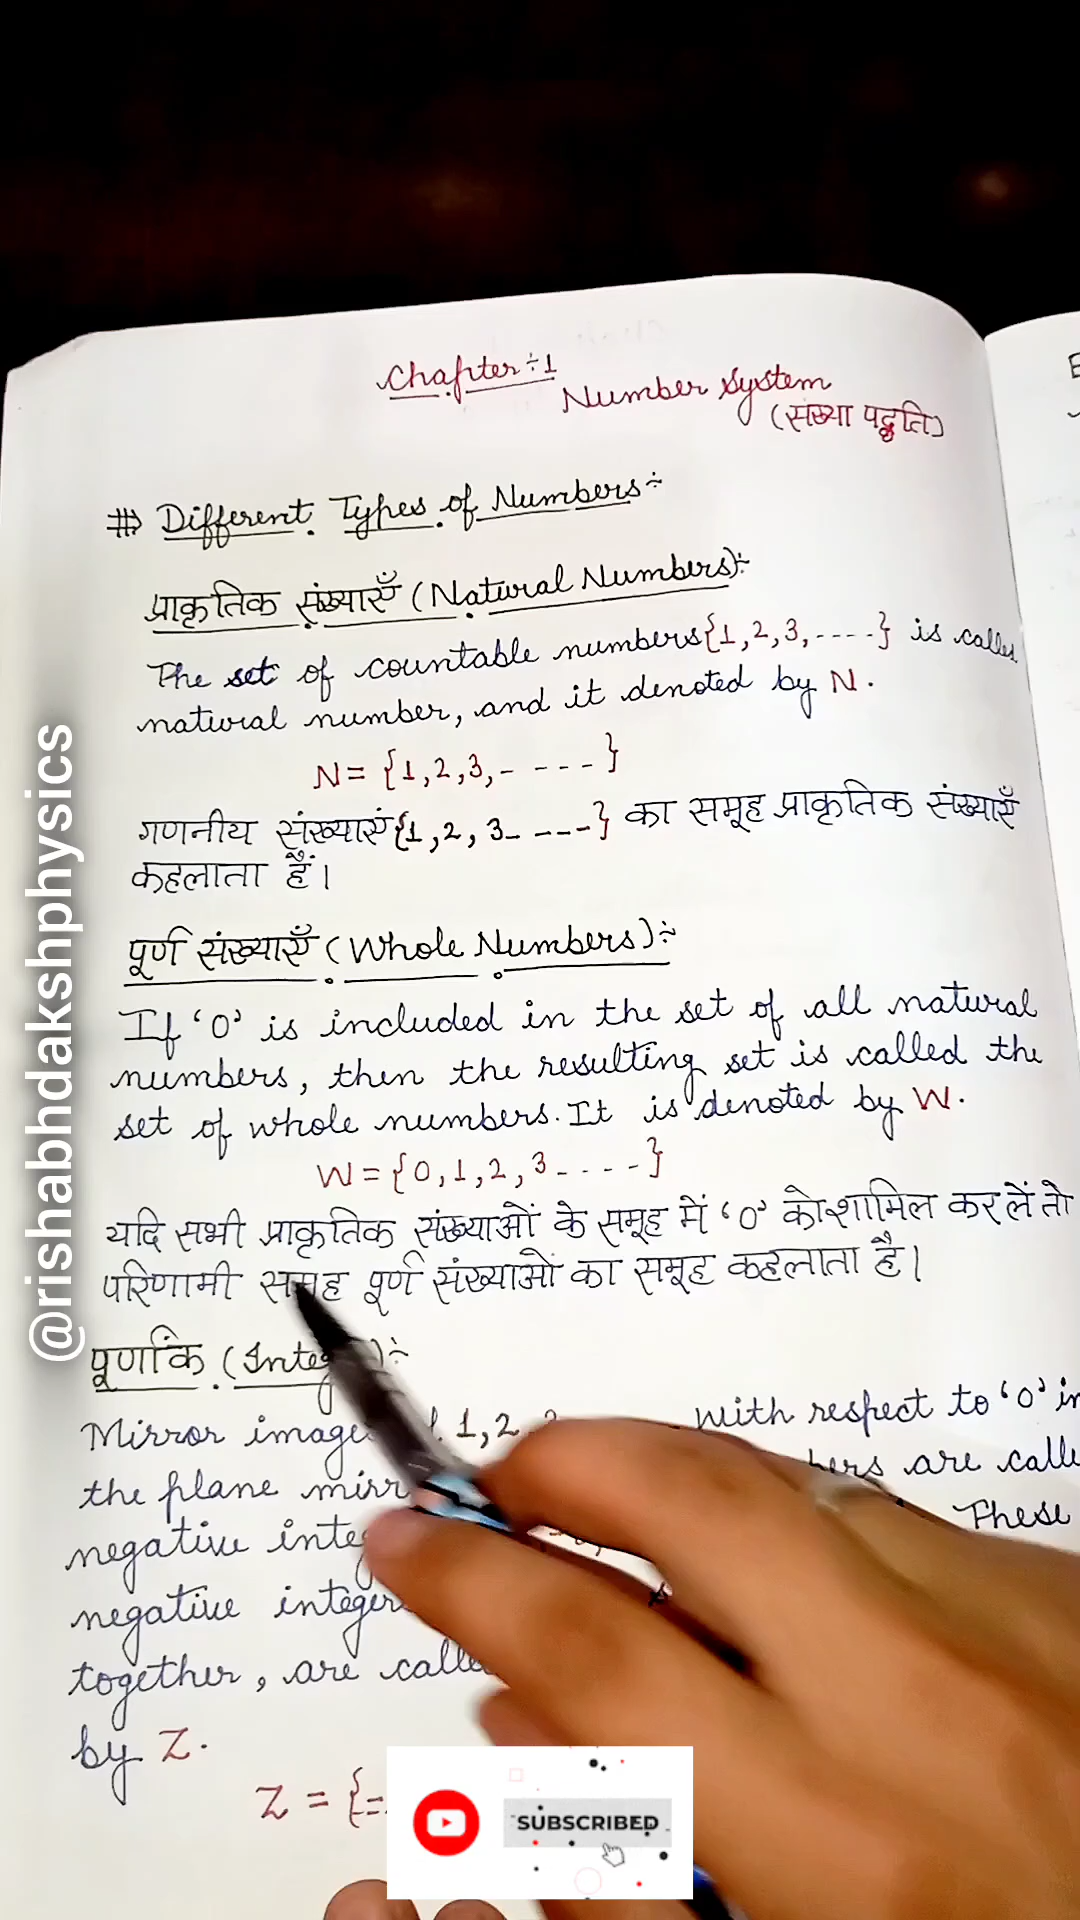 Chapter ÷ 1
Number System
(संख्या पद्धति)
⇒ Different Types of Numbers ÷
प्राकृतिक संख्याएँ (Natural Numbers) ÷
The set of countable numbers {1,2,3,----} is called
natural number, and it denoted by N.
N= {1,2,3,- ---}
गणनीय संख्याएं {1,2,3- ---} का समूह प्राकृतिक संख्याएँ
कहलाता हैं।
पूर्ण संख्याएँ (Whole Numbers) ÷
If '0' is included in the set of all natural
numbers, then the resulting set is called the
set of whole numbers. It is denoted by W.
W = {0,1,2,3- ---}
यदि सभी प्राकृतिक संख्याओं के समूह में '0' को शामिल कर लें तो
परिणामी समूह पूर्ण संख्याओं का समूह कहलाता है।
पूर्णांक (
Mirror image 1,2 with respect to '0' in
the plane are
negative These
negative
together, are
by Z.
Z = {
@rishabhdakshphysics
SUBSCRIBED